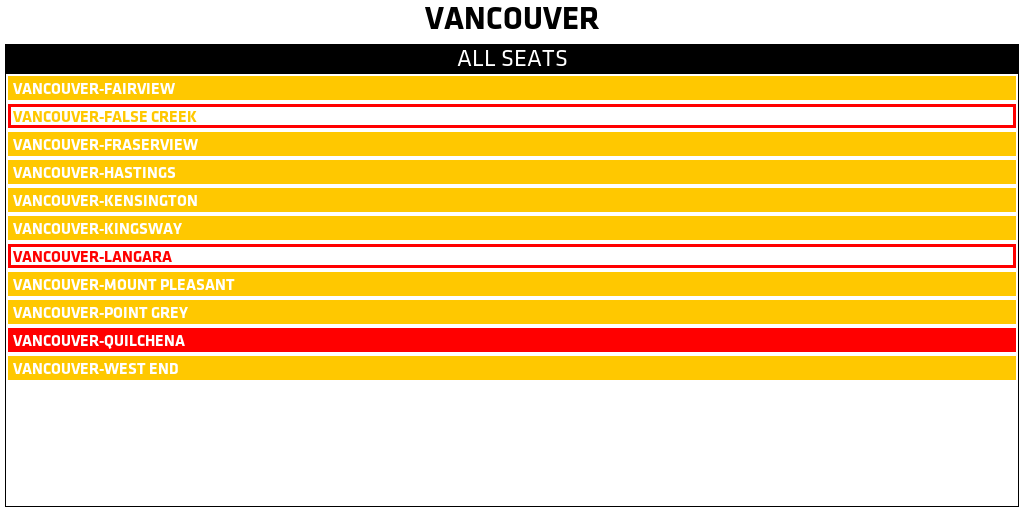 VANCOUVER
ALL SEATS
VANCOUVER-FAIRVIEW
VANCOUVER-FALSE CREEK
VANCOUVER-FRASERVIEW
VANCOUVER-HASTINGS
VANCOUVER-KENSINGTON
VANCOUVER-KINGSWAY
VANCOUVER-LANGARA
VANCOUVER-MOUNT PLEASANT
VANCOUVER-POINT GREY
VANCOUVER-QUILCHENA
VANCOUVER-WEST END